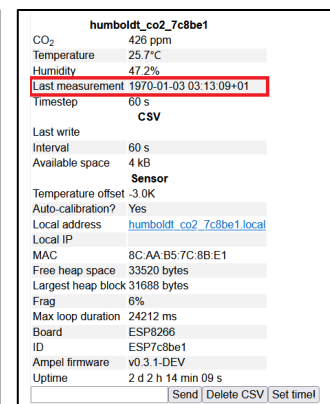 humboldt_co2_7c8be1
CO₂ 426 ppm
Temperature 25.7°C
Humidity 47.2%
Last measurement 1970-01-03 03:13:09+01
Timestep 60 s
CSV
Last write
Interval 60 s
Available space 4 kB
Sensor
Temperature offset -3.0K
Auto-calibration? Yes
Local address humboldt_co2_7c8be1.local
Local IP
MAC 8C:AA:B5:7C:8B:E1
Free heap space 33520 bytes
Largest heap block 31688 bytes
Frag 6%
Max loop duration 24212 ms
Board ESP8266
ID ESP7c8be1
Ampel firmware v0.3.1-DEV
Uptime 2 d 2 h 14 min 09 s
Send Delete CSV Set time!